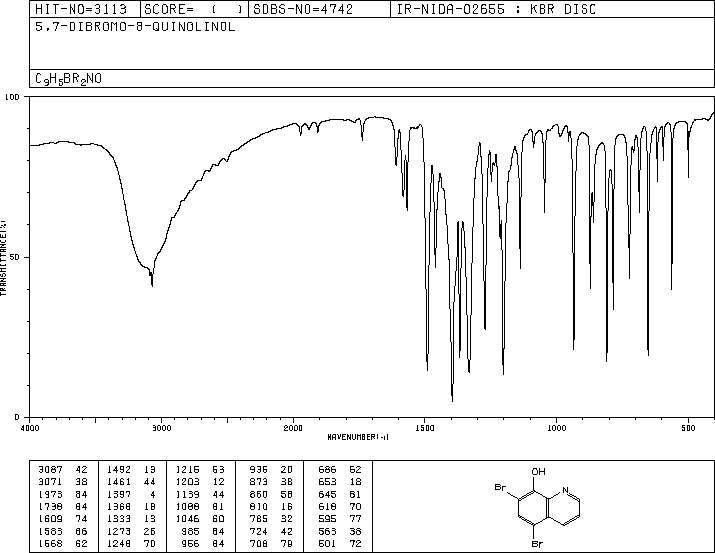 HIT-NO=3113 SCORE= ( ) SDBS-NO=4742 IR-NIDA-02655 : KBR DISC
5,7-DIBROMO-8-QUINOLINOL
C9H5BR2NO
100
50
0
TRANSMITTANCE(%)
4000 3000 2000 1500 1000 500
WAVENUMBER(-1)
3087 42 1492 13 1216 53 936 20 686 62
3071 38 1461 44 1203 12 873 38 653 18
1973 84 1397 4 1139 44 860 58 645 81
1738 84 1368 18 1088 81 810 16 618 70
1609 74 1333 13 1046 60 785 32 595 77
1583 66 1273 26 985 84 724 42 563 38
1568 62 1248 70 956 84 708 79 501 72
OH
N
Br
Br